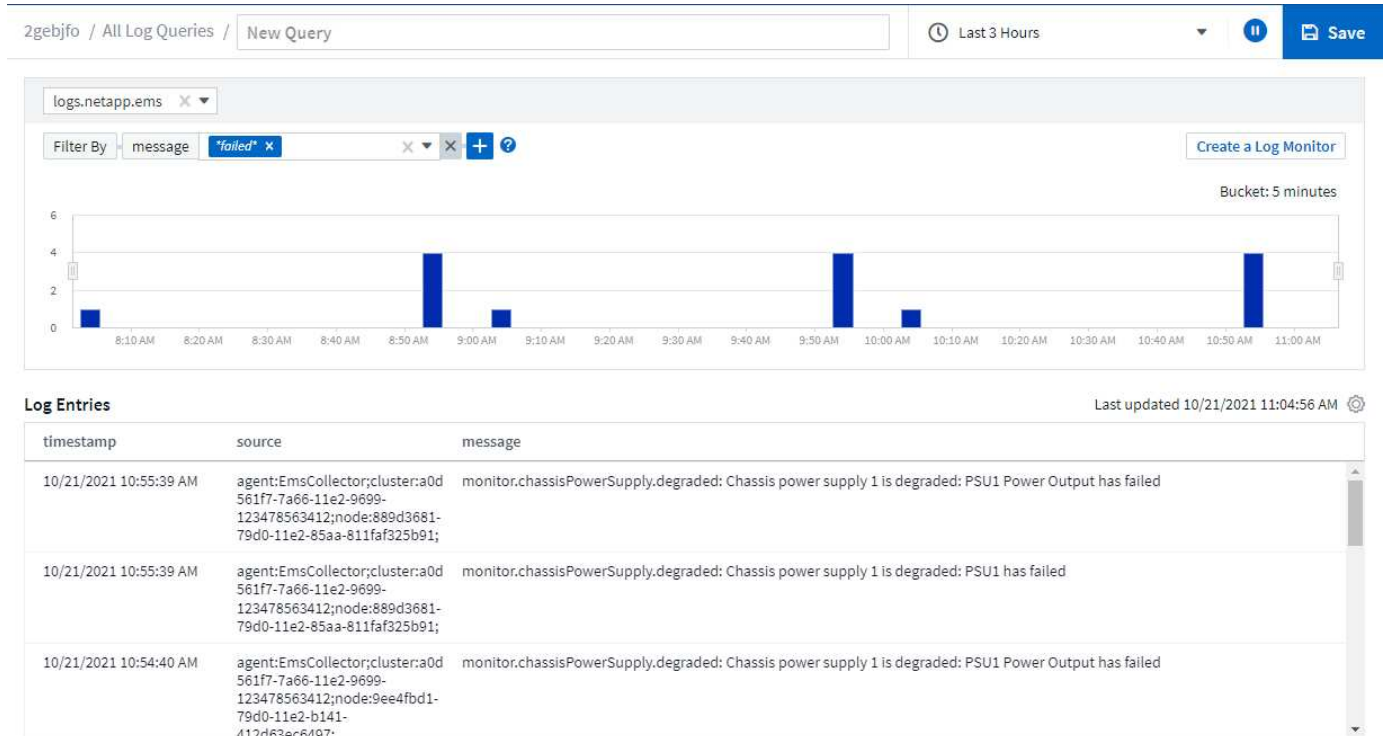 2gebjfo / All Log Queries / New Query
Last 3 Hours
Save
logs.netapp.ems
Filter By message *failed*
Create a Log Monitor
Bucket: 5 minutes
6
4
2
0
8:10 AM 8:20 AM 8:30 AM 8:40 AM 8:50 AM 9:00 AM 9:10 AM 9:20 AM 9:30 AM 9:40 AM 9:50 AM 10:00 AM 10:10 AM 10:20 AM 10:30 AM 10:40 AM 10:50 AM 11:00 AM
Log Entries
Last updated 10/21/2021 11:04:56 AM
timestamp source message
10/21/2021 10:55:39 AM agent:EmsCollector;cluster:a0d monitor.chassisPowerSupply.degraded: Chassis power supply 1 is degraded: PSU1 Power Output has failed
561f7-7a66-11e2-9699-
123478563412;node:889d3681-
79d0-11e2-85aa-811faf325b91;
10/21/2021 10:55:39 AM agent:EmsCollector;cluster:a0d monitor.chassisPowerSupply.degraded: Chassis power supply 1 is degraded: PSU1 has failed
561f7-7a66-11e2-9699-
123478563412;node:889d3681-
79d0-11e2-85aa-811faf325b91;
10/21/2021 10:54:40 AM agent:EmsCollector;cluster:a0d monitor.chassisPowerSupply.degraded: Chassis power supply 1 is degraded: PSU1 Power Output has failed
561f7-7a66-11e2-9699-
123478563412;node:9ee4fbd1-
79d0-11e2-b141-
412d63ec6497;